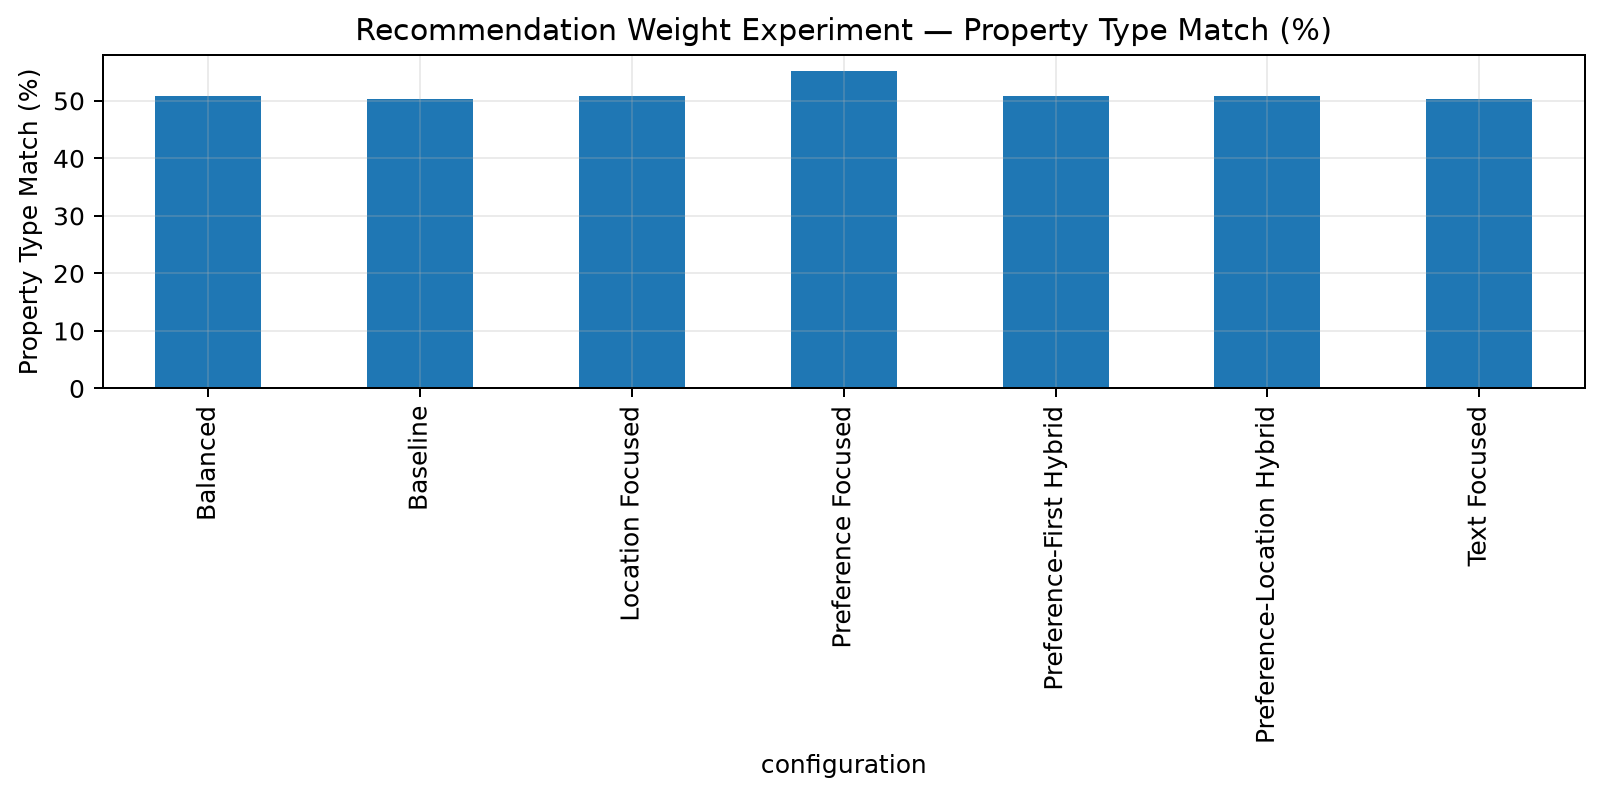 Recommendation Weight Experiment — Property Type Match (%)
Property Type Match (%)
50
40
30
20
10
0
Balanced
Baseline
Location Focused
Preference Focused
Preference-First Hybrid
Preference-Location Hybrid
Text Focused
configuration